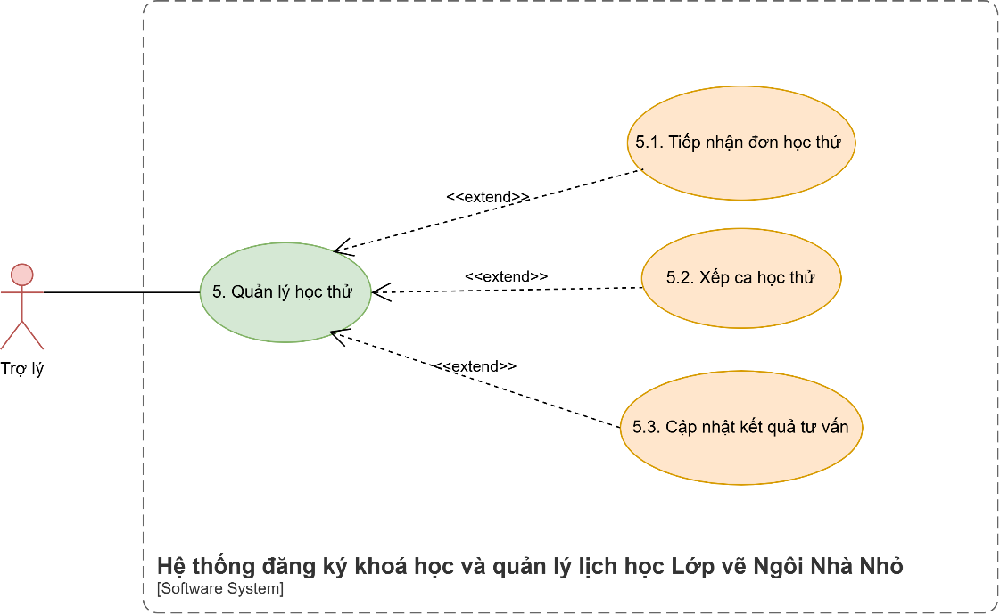 5.1. Tiếp nhận đơn học thử
<<extend>>
5.2. Xếp ca học thử
<<extend>>
5. Quản lý học thử
Trợ lý
<<extend>>
5.3. Cập nhật kết quả tư vấn
Hệ thống đăng ký khoá học và quản lý lịch học Lớp vẽ Ngôi Nhà Nhỏ
[Software System]